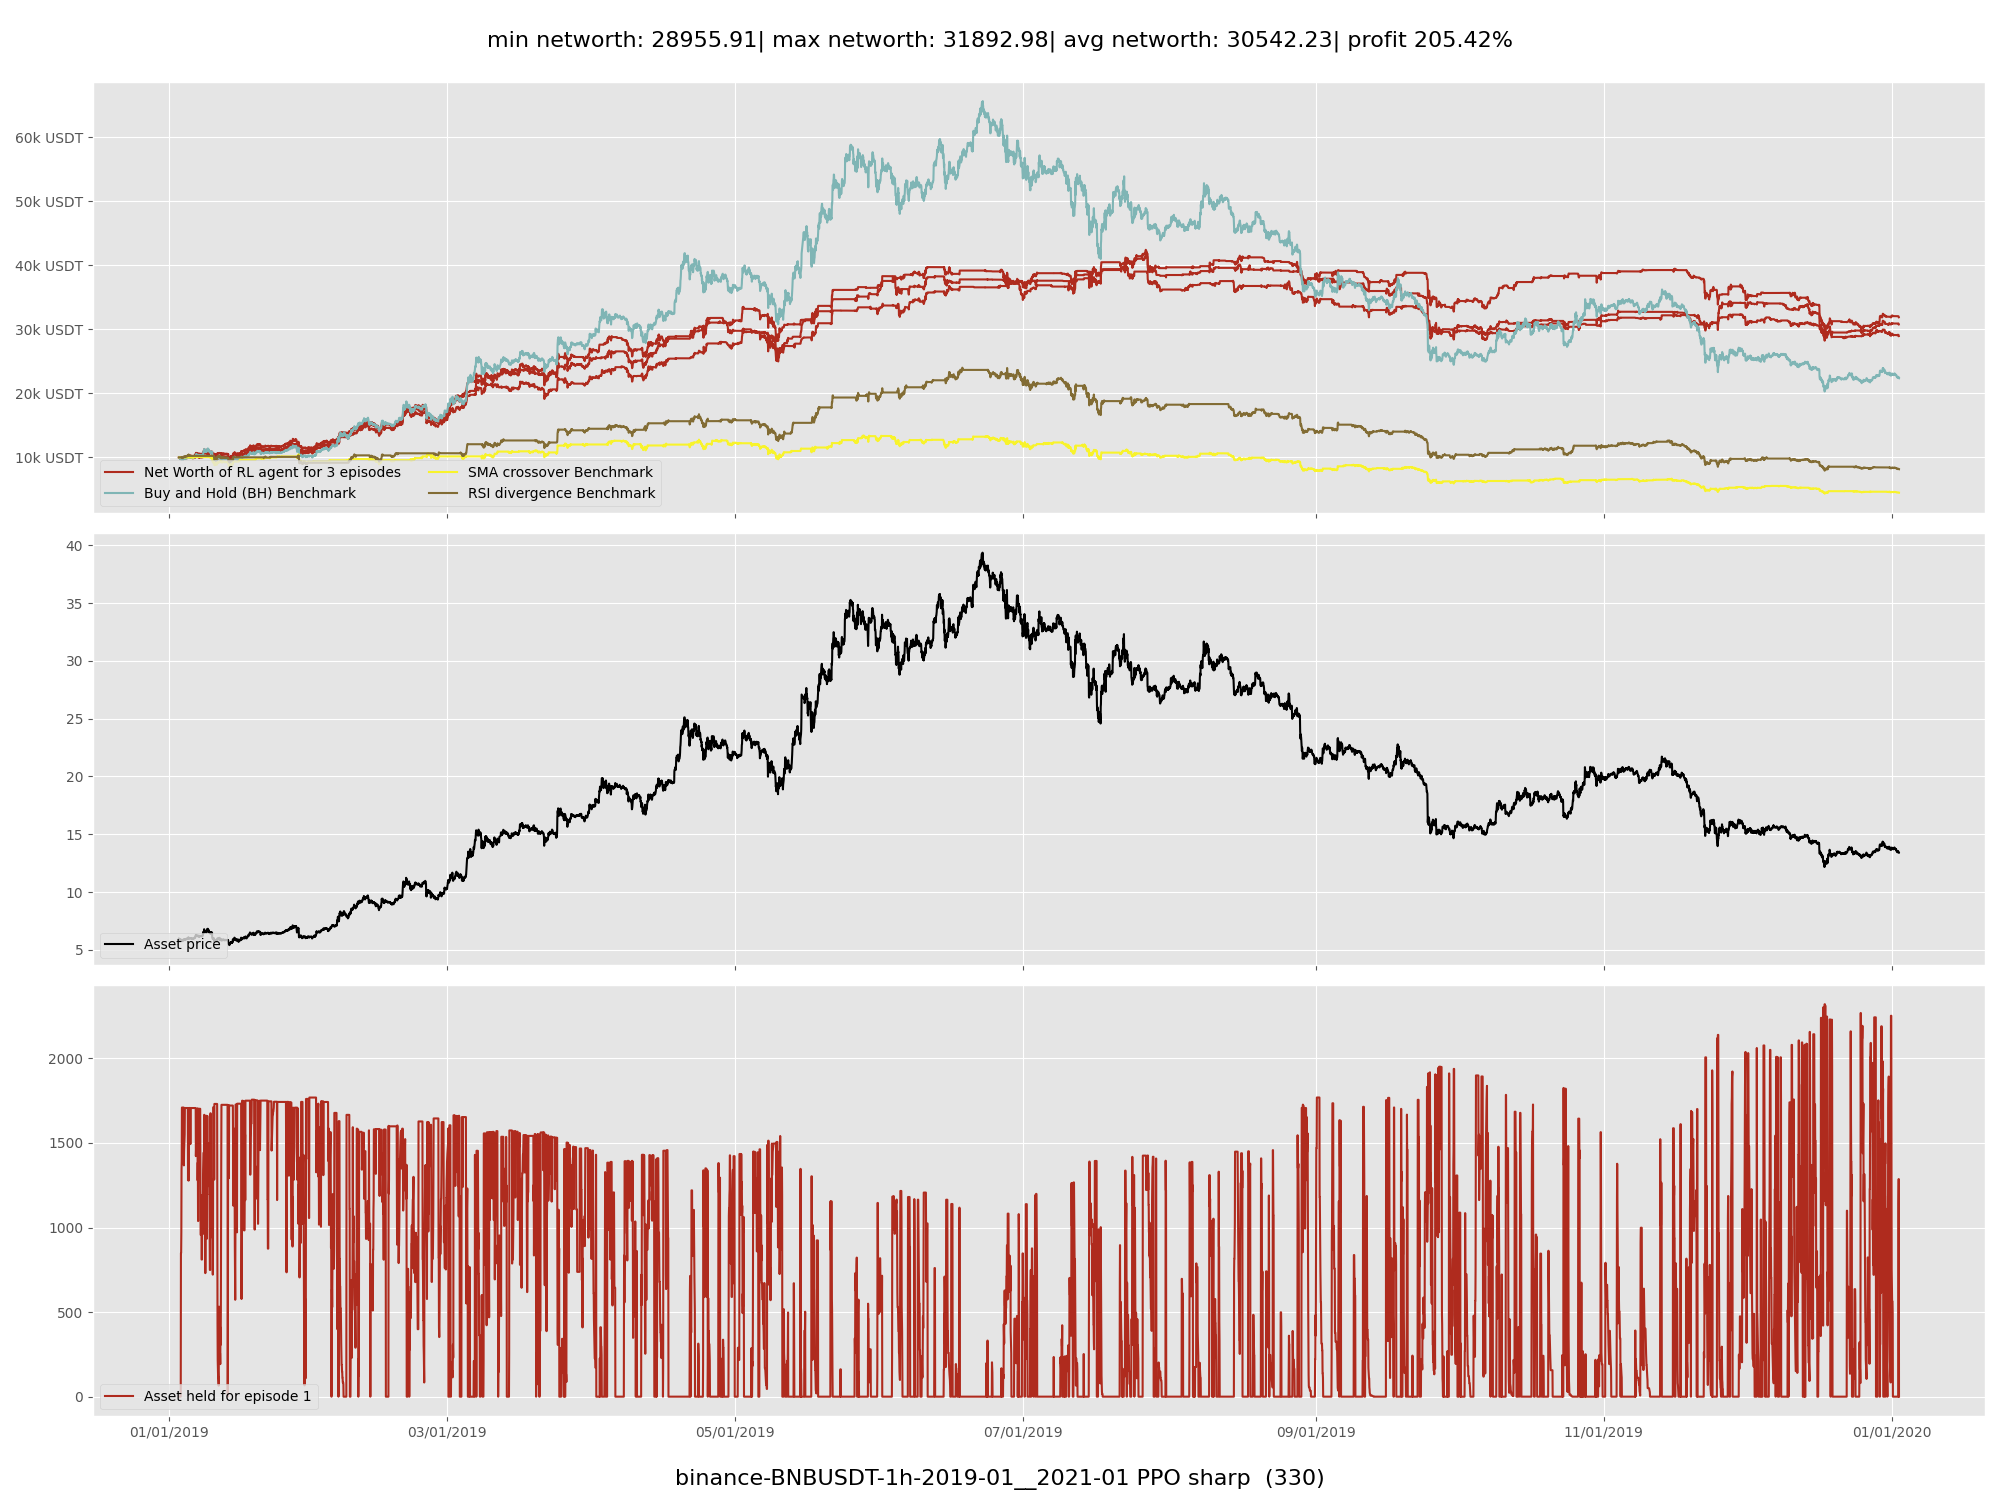 min networth: 28955.91| max networth: 31892.98| avg networth: 30542.23| profit 205.42%
60k USDT
50k USDT
40k USDT
30k USDT
20k USDT
10k USDT
Net Worth of RL agent for 3 episodes
Buy and Hold (BH) Benchmark
SMA crossover Benchmark
RSI divergence Benchmark
40
35
30
25
20
15
10
5
Asset price
2000
1500
1000
500
0
Asset held for episode 1
01/01/2019 03/01/2019 05/01/2019 07/01/2019 09/01/2019 11/01/2019 01/01/2020
binance-BNBUSDT-1h-2019-01__2021-01 PPO sharp (330)